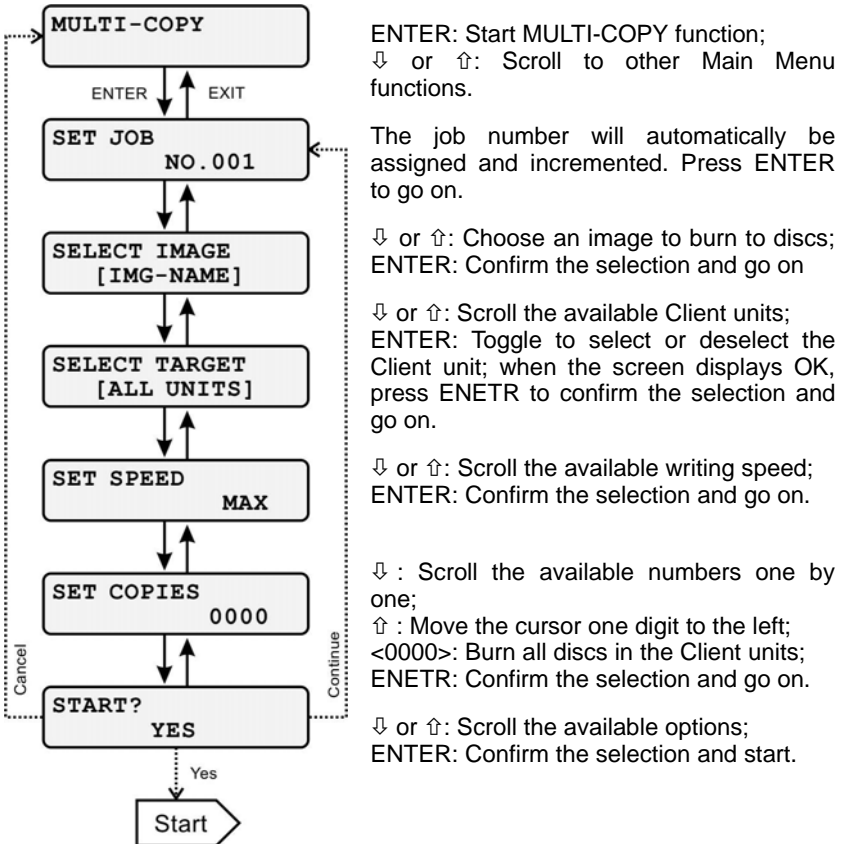 MULTI-COPY
ENTER: Start MULTI-COPY function;
⇩ or ⇧: Scroll to other Main Menu
functions.
ENTER
EXIT
SET JOB
NO.001
The job number will automatically be
assigned and incremented. Press ENTER
to go on.
SELECT IMAGE
[IMG-NAME]
⇩ or ⇧: Choose an image to burn to discs;
ENTER: Confirm the selection and go on
SELECT TARGET
[ALL UNITS]
⇩ or ⇧: Scroll the available Client units;
ENTER: Toggle to select or deselect the
Client unit; when the screen displays OK,
press ENETR to confirm the selection and
go on.
SET SPEED
MAX
⇩ or ⇧: Scroll the available writing speed;
ENTER: Confirm the selection and go on.
SET COPIES
0000
⇩ : Scroll the available numbers one by
one;
⇧ : Move the cursor one digit to the left;
<0000>: Burn all discs in the Client units;
ENETR: Confirm the selection and go on.
Cancel
Continue
START?
YES
⇩ or ⇧: Scroll the available options;
ENTER: Confirm the selection and start.
Yes
Start